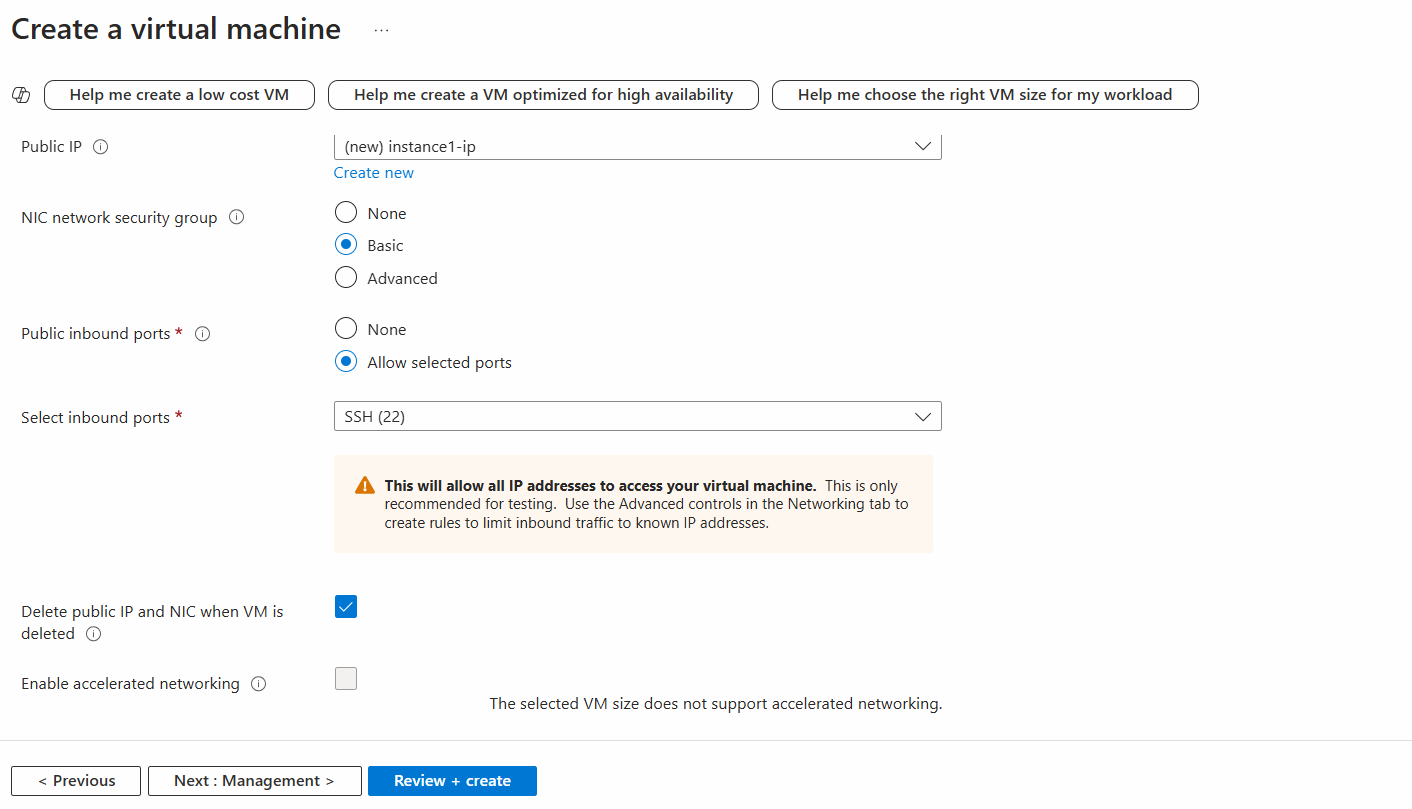 Create a virtual machine ...
Help me create a low cost VM
Help me create a VM optimized for high availability
Help me choose the right VM size for my workload
Public IP
(new) instance1-ip
Create new
NIC network security group
None
Basic
Advanced
Public inbound ports *
None
Allow selected ports
Select inbound ports *
SSH (22)
This will allow all IP addresses to access your virtual machine. This is only
recommended for testing. Use the Advanced controls in the Networking tab to
create rules to limit inbound traffic to known IP addresses.
Delete public IP and NIC when VM is
deleted
Enable accelerated networking
The selected VM size does not support accelerated networking.
< Previous
Next : Management >
Review + create